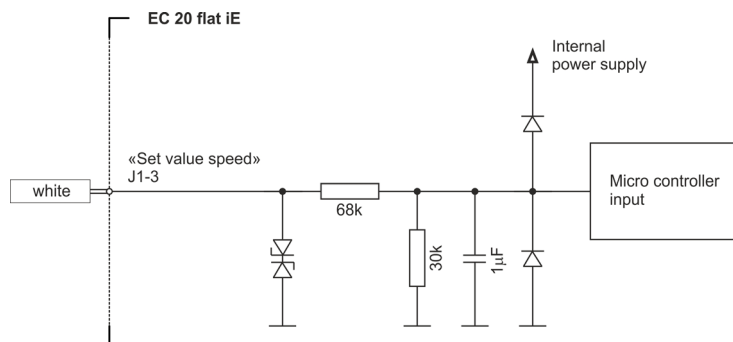 EC 20 flat iE
Internal
power supply
«Set value speed»
J1-3
white
68k
30k
1µF
Micro controller
input